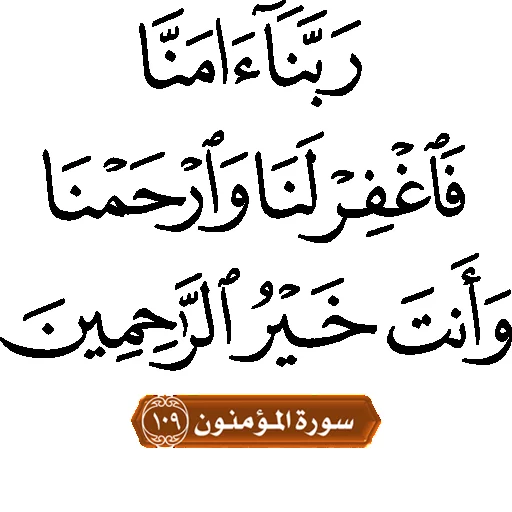 رَبَّنَآ ءَامَنَّا
فَٱغْفِرْ لَنَا وَٱرْحَمْنَا
وَأَنتَ خَيْرُ ٱلرَّٰحِمِينَ
سورة المؤمنون ١٠٩